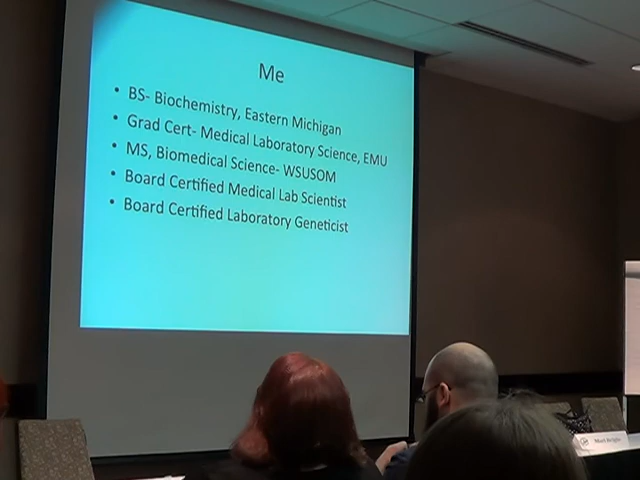 Me
• BS- Biochemistry, Eastern Michigan
• Grad Cert- Medical Laboratory Science, EMU
• MS, Biomedical Science- WSUSOM
• Board Certified Medical Lab Scientist
• Board Certified Laboratory Geneticist